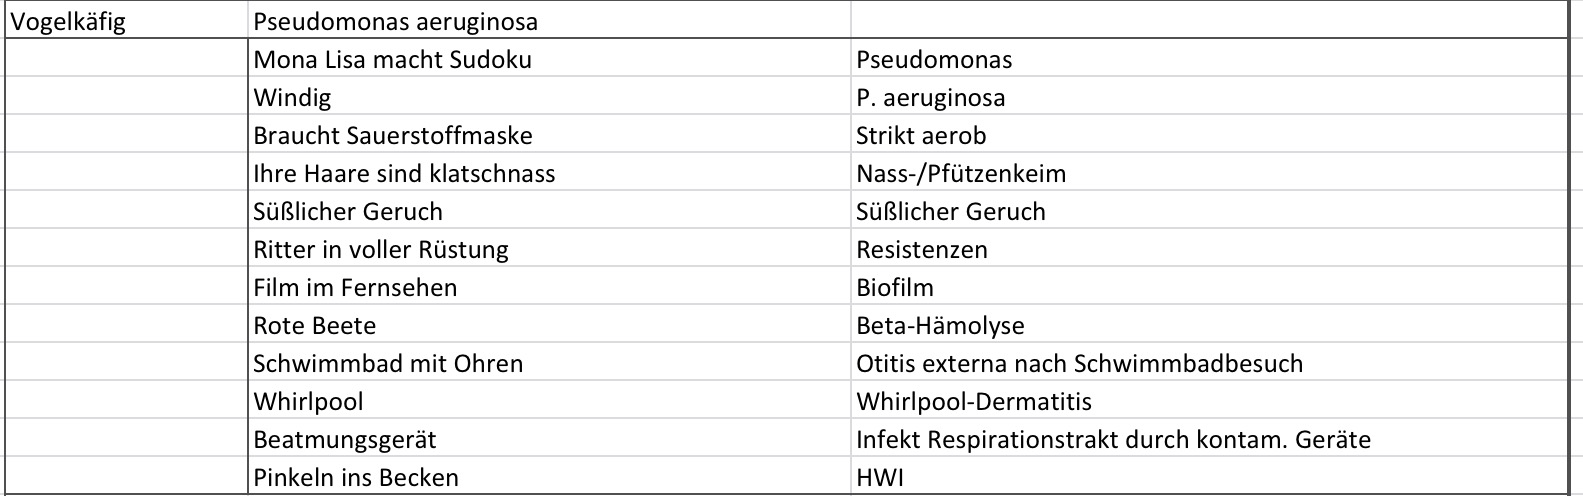 Vogelkäfig Pseudomonas aeruginosa
Mona Lisa macht Sudoku Pseudomonas
Windig P. aeruginosa
Braucht Sauerstoffmaske Strikt aerob
Ihre Haare sind klatschnass Nass-/Pfützenkeim
Süßlicher Geruch Süßlicher Geruch
Ritter in voller Rüstung Resistenzen
Film im Fernsehen Biofilm
Rote Beete Beta-Hämolyse
Schwimmbad mit Ohren Otitis externa nach Schwimmbadbesuch
Whirlpool Whirlpool-Dermatitis
Beatmungsgerät Infekt Respirationstrakt durch kontam. Geräte
Pinkeln ins Becken HWI